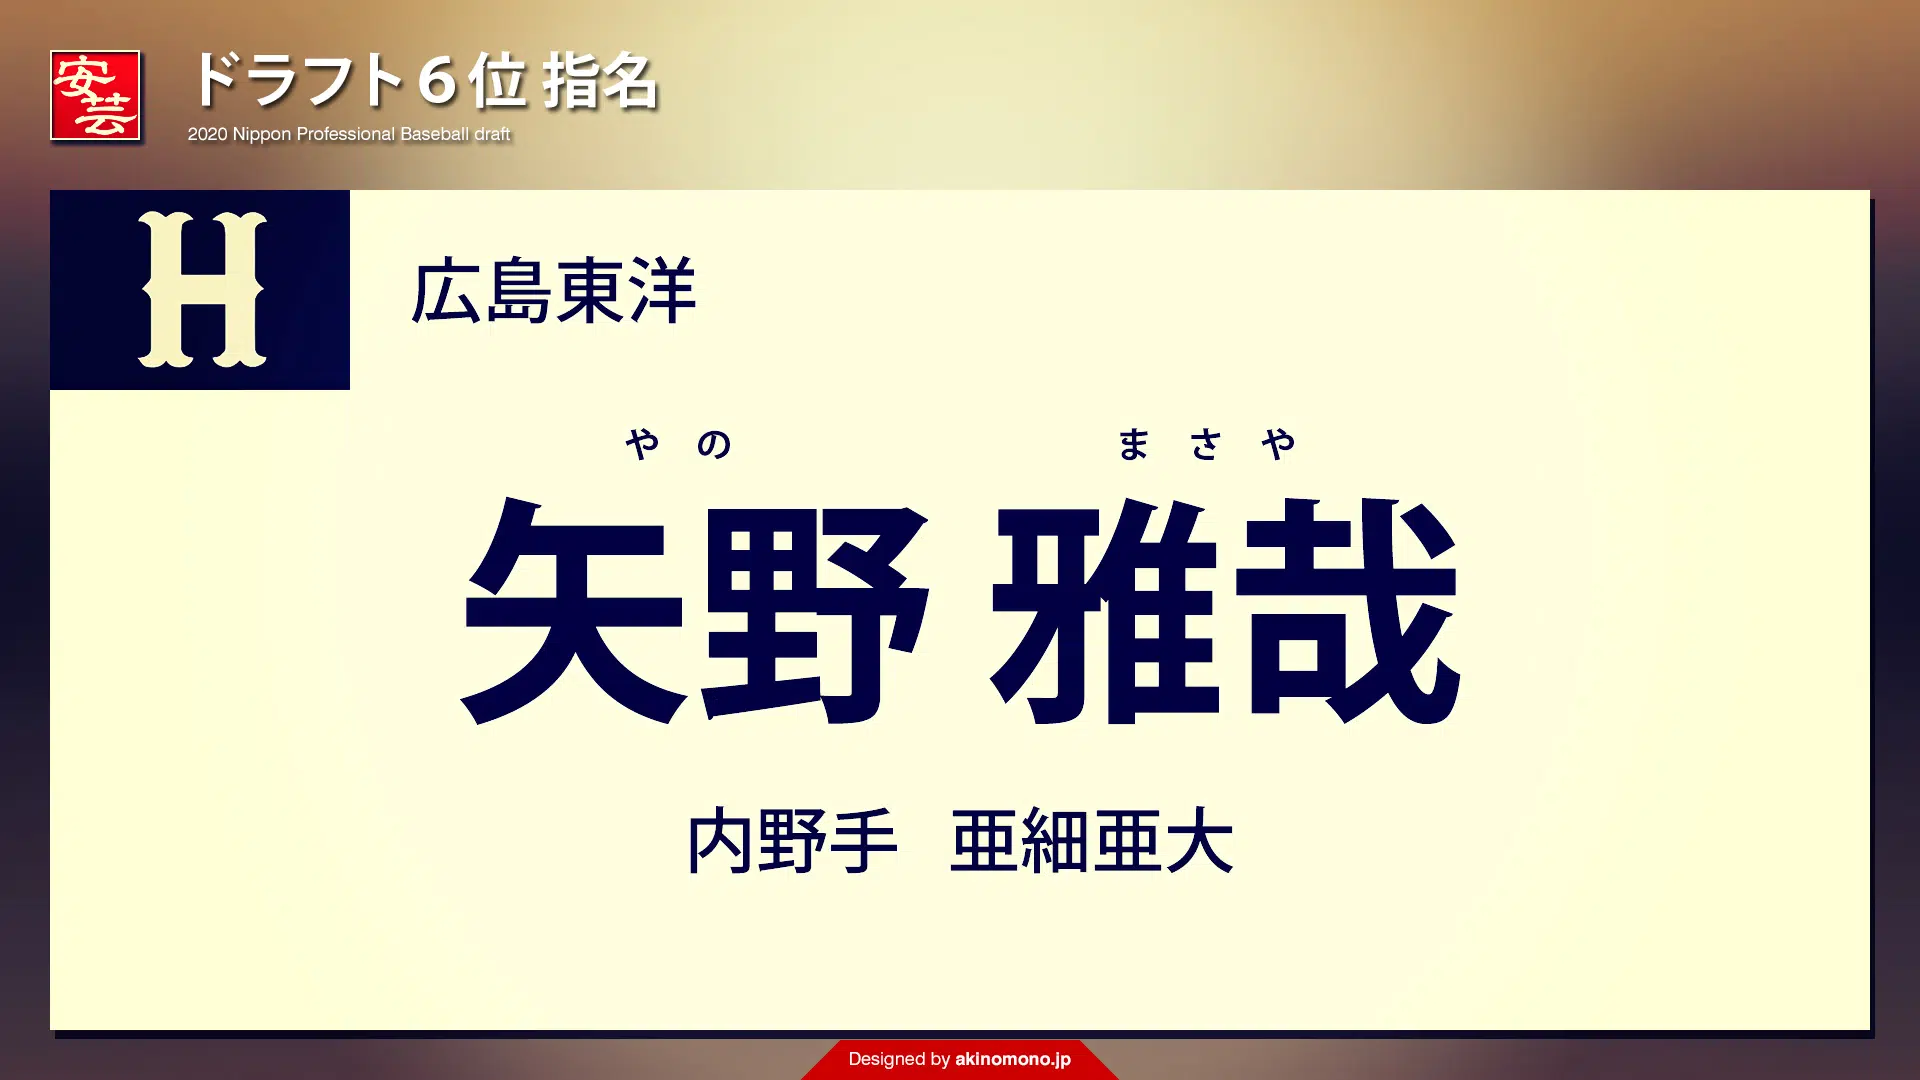 安芸
ドラフト６位 指名
2020 Nippon Professional Baseball draft
H
広島東洋
やの まさや
矢野 雅哉
内野手 亜細亜大
Designed by akinomono.jp